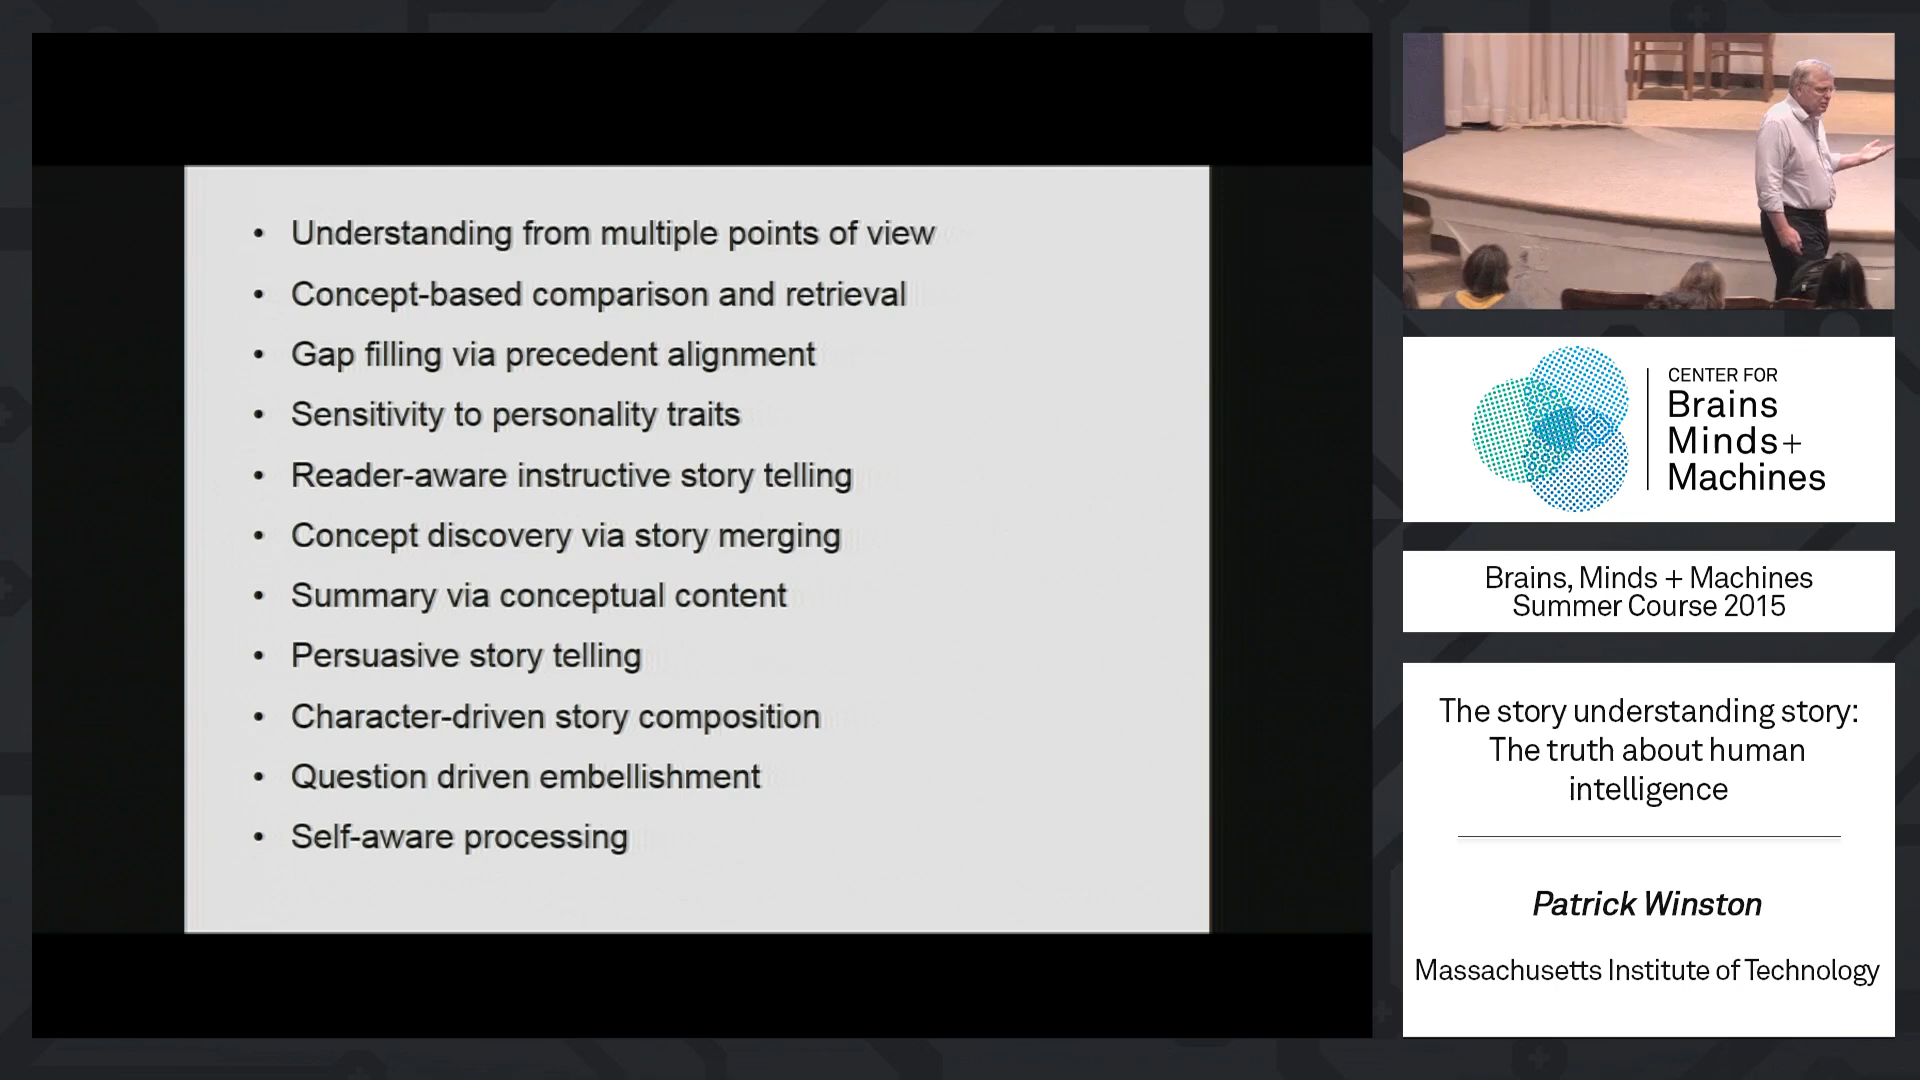 • Understanding from multiple points of view
• Concept-based comparison and retrieval
• Gap filling via precedent alignment
• Sensitivity to personality traits
• Reader-aware instructive story telling
• Concept discovery via story merging
• Summary via conceptual content
• Persuasive story telling
• Character-driven story composition
• Question driven embellishment
• Self-aware processing
CENTER FOR
Brains
Minds+
Machines
Brains, Minds + Machines
Summer Course 2015
The story understanding story:
The truth about human
intelligence
Patrick Winston
Massachusetts Institute of Technology